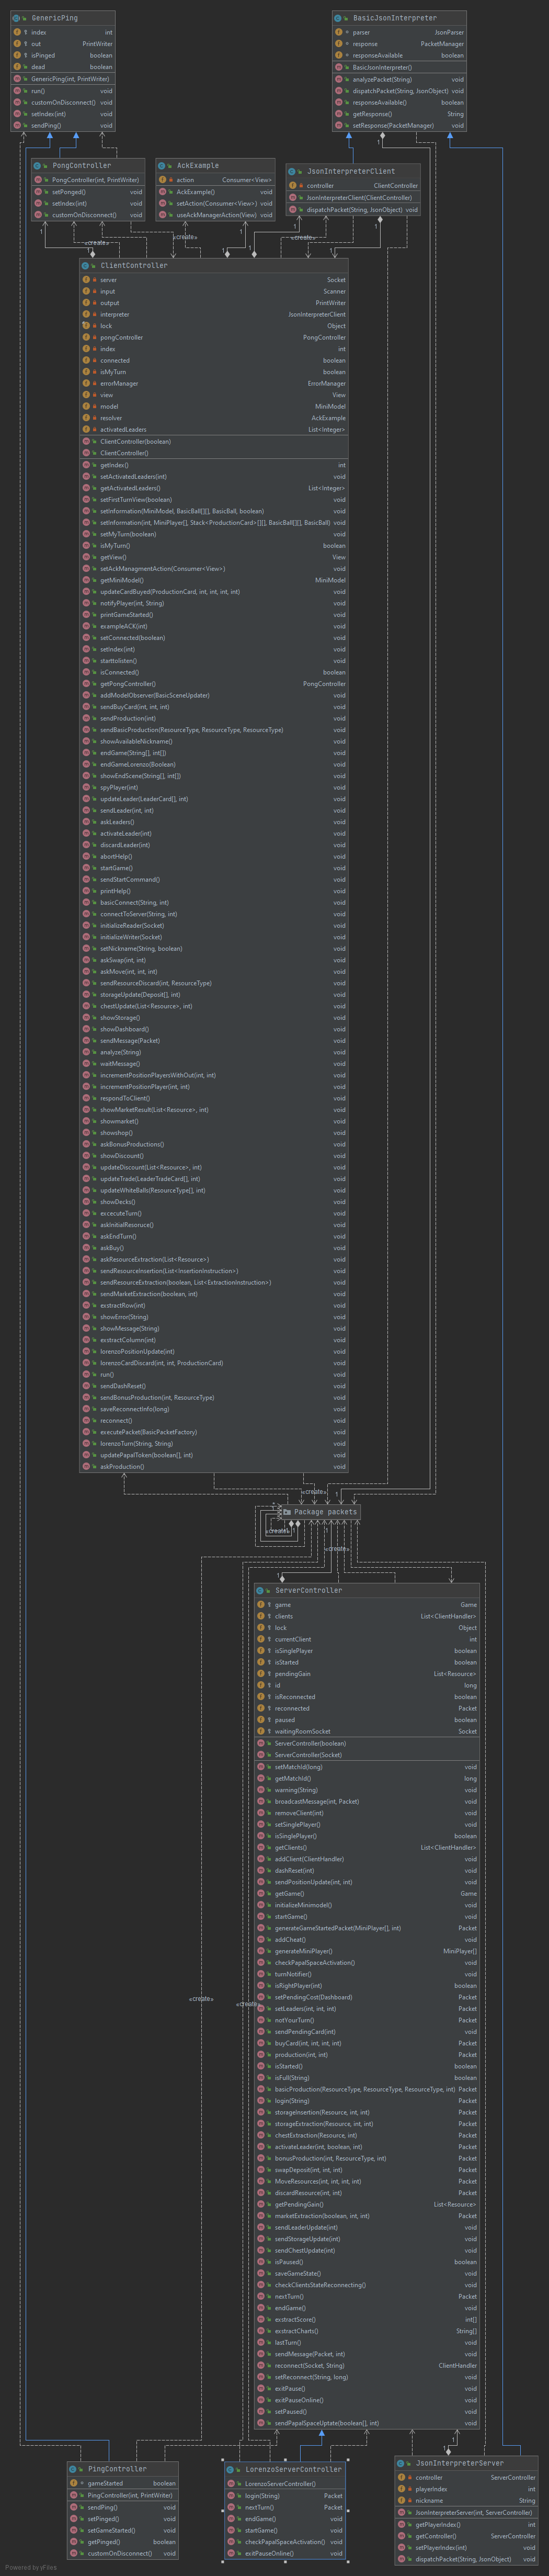 GenericPing
index int
out PrintWriter
isPinged boolean
dead boolean
GenericPing(int, PrintWriter)
run() void
customOnDisconnect() void
setIndex(int) void
sendPing() void
BasicJsonInterpreter
parser JsonParser
response PacketManager
responseAvailable boolean
BasicJsonInterpreter()
analyzePacket(String) void
dispatchPacket(String, JsonObject) void
responseAvailable() boolean
getResponse() String
setResponse(PacketManager) void
PongController
PongController(int, PrintWriter)
setPonged() void
setIndex(int) void
customOnDisconnect() void
AckExample
action Consumer<View>
AckExample()
setAction(Consumer<View>) void
useAckManagerAction(View) void
JsonInterpreterClient
controller ClientController
JsonInterpreterClient(ClientController)
dispatchPacket(String, JsonObject) void
1 1 1 1 1
«create» «create» «create»
1 1 1
ClientController
server Socket
input Scanner
output PrintWriter
interpreter JsonInterpreterClient
lock Object
pongController PongController
index int
connected boolean
isMyTurn boolean
errorManager ErrorManager
view View
model MiniModel
resolver AckExample
activatedLeaders List<Integer>
ClientController(boolean)
ClientController()
getIndex() int
setActivatedLeaders(int) void
getActivatedLeaders() List<Integer>
setFirstTurnView(boolean) void
setInformation(MiniModel, BasicBall[][], BasicBall, boolean) void
setInformation(int, MiniPlayer[], Stack<ProductionCard>[][], BasicBall[][], BasicBall) void
setMyTurn(boolean) void
isMyTurn() boolean
getView() View
setAckManagmentAction(Consumer<View>) void
getMiniModel() MiniModel
updateCardBuyed(ProductionCard, int, int, int, int) void
notifyPlayer(int, String) void
printGameStarted() void
exampleACK(int) void
setConnected(boolean) void
setIndex(int) void
starttolisten() void
isConnected() boolean
getPongController() PongController
addModelObserver(BasicSceneUpdater) void
sendBuyCard(int, int, int) void
sendProduction(int) void
sendBasicProduction(ResourceType, ResourceType, ResourceType) void
showAvailableNickname() void
endGame(String[], int[]) void
endGameLorenzo(Boolean) void
showEndScene(String[], int[]) void
spyPlayer(int) void
updateLeader(LeaderCard[], int) void
sendLeader(int, int) void
askLeaders() void
activateLeader(int) void
discardLeader(int) void
abortHelp() void
startGame() void
sendStartCommand() void
printHelp() void
basicConnect(String, int) void
connectToServer(String, int) void
initializeReader(Socket) void
initializeWriter(Socket) void
setNickname(String, boolean) void
askSwap(int, int) void
askMove(int, int, int) void
sendResourceDiscard(int, ResourceType) void
storageUpdate(Deposit[], int) void
chestUpdate(List<Resource>, int) void
showStorage() void
showDashboard() void
sendMessage(Packet) void
analyze(String) void
waitMessage() void
incrementPositionPlayersWithOut(int, int) void
incrementPositionPlayer(int, int) void
respondToClient() void
showMarketResult(List<Resource>, int) void
showmarket() void
showshop() void
askBonusProductions() void
showDiscount() void
updateDiscount(List<Resource>, int) void
updateTrade(LeaderTradeCard[], int) void
updateWhiteBalls(ResourceType[], int) void
showDecks() void
excecuteTurn() void
askInitialResoruce() void
askEndTurn() void
askBuy() void
askResourceExtraction(List<Resource>) void
sendResourceInsertion(List<InsertionInstruction>) void
sendResourceExtraction(boolean, List<ExtractionInstruction>) void
sendMarketExtraction(boolean, int) void
exstractRow(int) void
showError(String) void
showMessage(String) void
exstractColumn(int) void
lorenzoPositionUpdate(int) void
lorenzoCardDiscard(int, int, ProductionCard) void
run() void
sendDashReset() void
sendBonusProduction(int, ResourceType) void
saveReconnectInfo(long) void
reconnect() void
executePacket(BasicPacketFactory) void
lorenzoTurn(String, String) void
updatePapalToken(boolean[], int) void
askProduction() void
«create»
Package packets
«create» «create»
ServerController
game Game
clients List<ClientHandler>
lock Object
currentClient int
isSinglePlayer boolean
isStarted boolean
pendingGain List<Resource>
id long
isReconnected boolean
reconnected Packet
paused boolean
waitingRoomSocket Socket
ServerController(boolean)
ServerController(Socket)
setMatchId(long) void
getMatchId() long
warning(String) void
broadcastMessage(int, Packet) void
removeClient(int) void
setSinglePlayer() void
isSinglePlayer() boolean
getClients() List<ClientHandler>
addClient(ClientHandler) void
dashReset(int) void
sendPositionUpdate(int, int) void
getGame() Game
initializeMinimodel() void
startGame() void
generateGameStartedPacket(MiniPlayer[], int) Packet
addCheat() void
generateMiniPlayer() MiniPlayer[]
checkPapalSpaceActivation() void
turnNotifier() void
isRightPlayer(int) boolean
setPendingCost(Dashboard) Packet
setLeaders(int, int, int) Packet
notYourTurn() Packet
sendPendingCard(int) void
buyCard(int, int, int, int) Packet
production(int, int) Packet
isStarted() boolean
isFull(String) boolean
basicProduction(ResourceType, ResourceType, ResourceType, int) Packet
login(String) Packet
storageInsertion(Resource, int, int) Packet
storageExtraction(Resource, int, int) Packet
chestExtraction(Resource, int) Packet
activateLeader(int, boolean, int) Packet
bonusProduction(int, ResourceType, int) Packet
swapDeposit(int, int, int) Packet
MoveResources(int, int, int, int) Packet
discardResource(int, int) Packet
getPendingGain() List<Resource>
marketExtraction(boolean, int, int) Packet
sendLeaderUpdate(int) void
sendStorageUpdate(int) void
sendChestUpdate(int) void
isPaused() boolean
saveGameState() void
checkClientsStateReconnecting() void
nextTurn() Packet
endGame() void
exstractScore() int[]
exstractCharts() String[]
lastTurn() void
sendMessage(Packet, int) void
reconnect(Socket, String) ClientHandler
setReconnect(String, long) void
exitPause() void
exitPauseOnline() void
setPaused() void
sendPapalSpaceUptate(boolean[], int) void
«create» «create»
PingController
gameStarted boolean
PingController(int, PrintWriter)
sendPing() void
setPinged() void
setGameStarted() void
getPinged() boolean
customOnDisconnect() void
LorenzoServerController
LorenzoServerController()
login(String) Packet
nextTurn() Packet
endGame() void
startGame() void
checkPapalSpaceActivation() void
exitPauseOnline() void
JsonInterpreterServer
controller ServerController
playerIndex int
nickname String
JsonInterpreterServer(int, ServerController)
getPlayerIndex() int
getController() ServerController
setPlayerIndex(int) void
dispatchPacket(String, JsonObject) void
Powered by yFiles